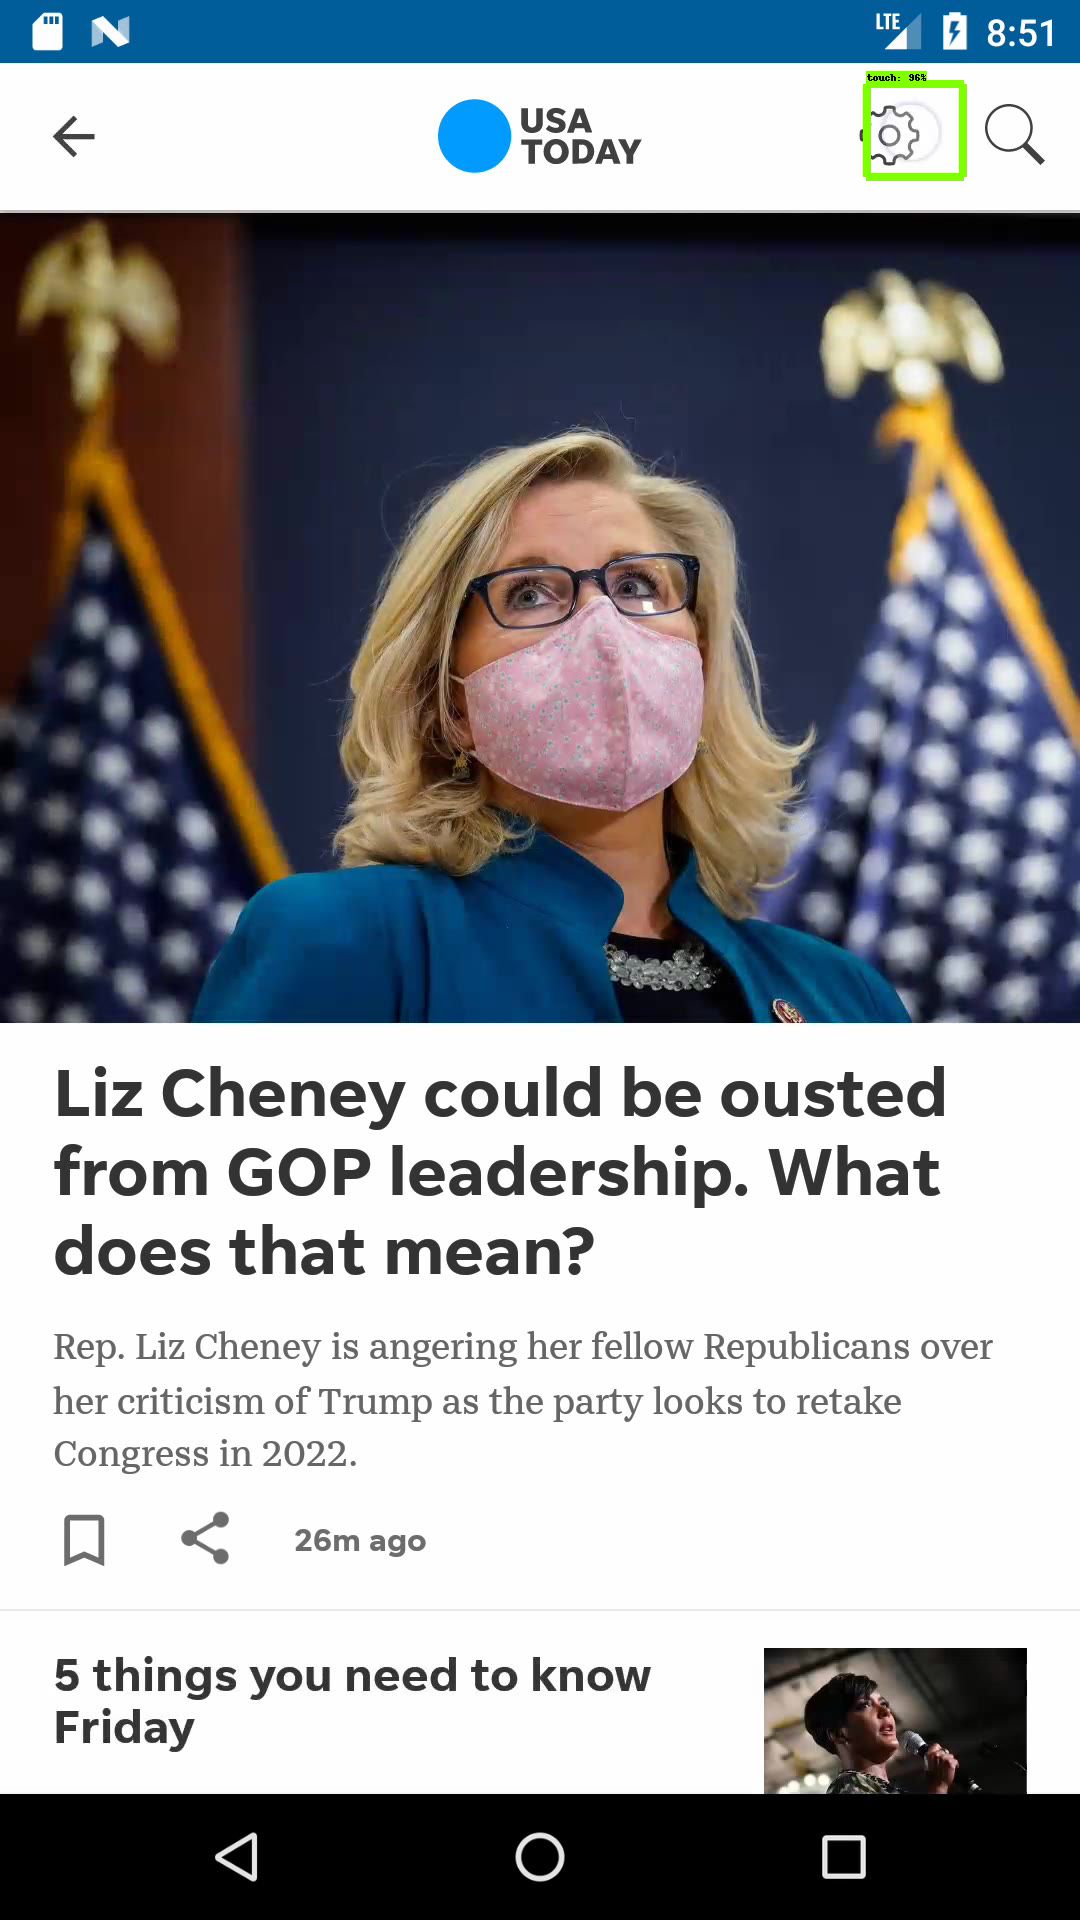 LTE 8:51
touch: 96%
USA
TODAY
Liz Cheney could be ousted
from GOP leadership. What
does that mean?
Rep. Liz Cheney is angering her fellow Republicans over
her criticism of Trump as the party looks to retake
Congress in 2022.
26m ago
5 things you need to know
Friday